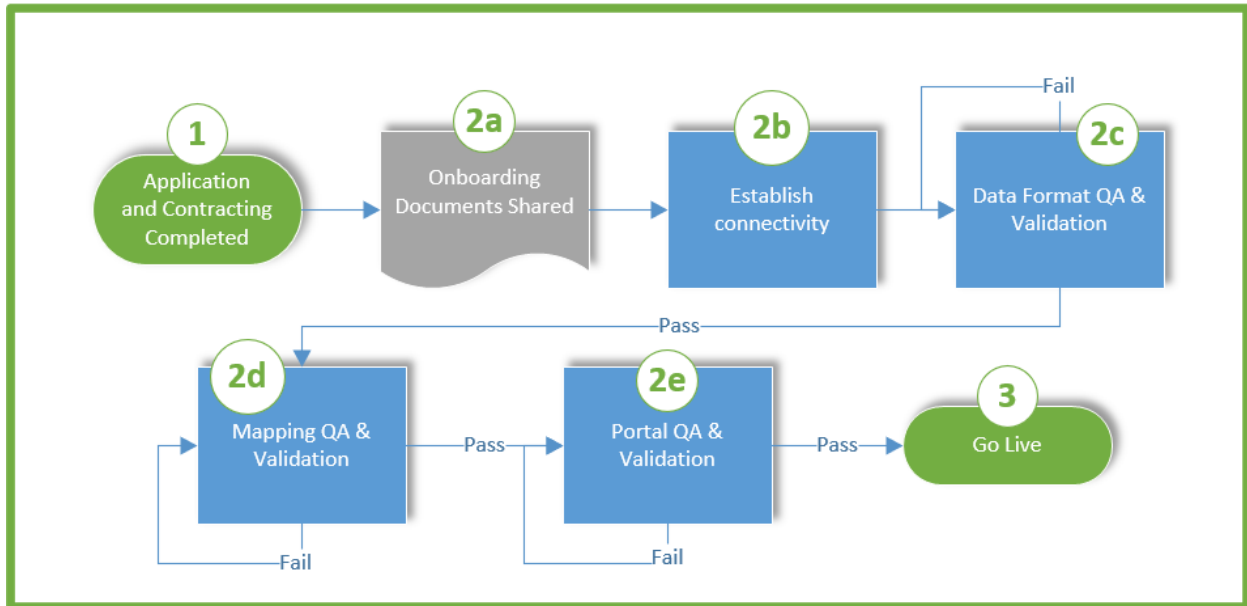 1
Application
and Contracting
Completed
2a
Onboarding
Documents Shared
2b
Establish
connectivity
Fail
2c
Data Format QA &
Validation
Pass
2d
Mapping QA &
Validation
Fail
Pass
2e
Portal QA &
Validation
Fail
Pass
3
Go Live